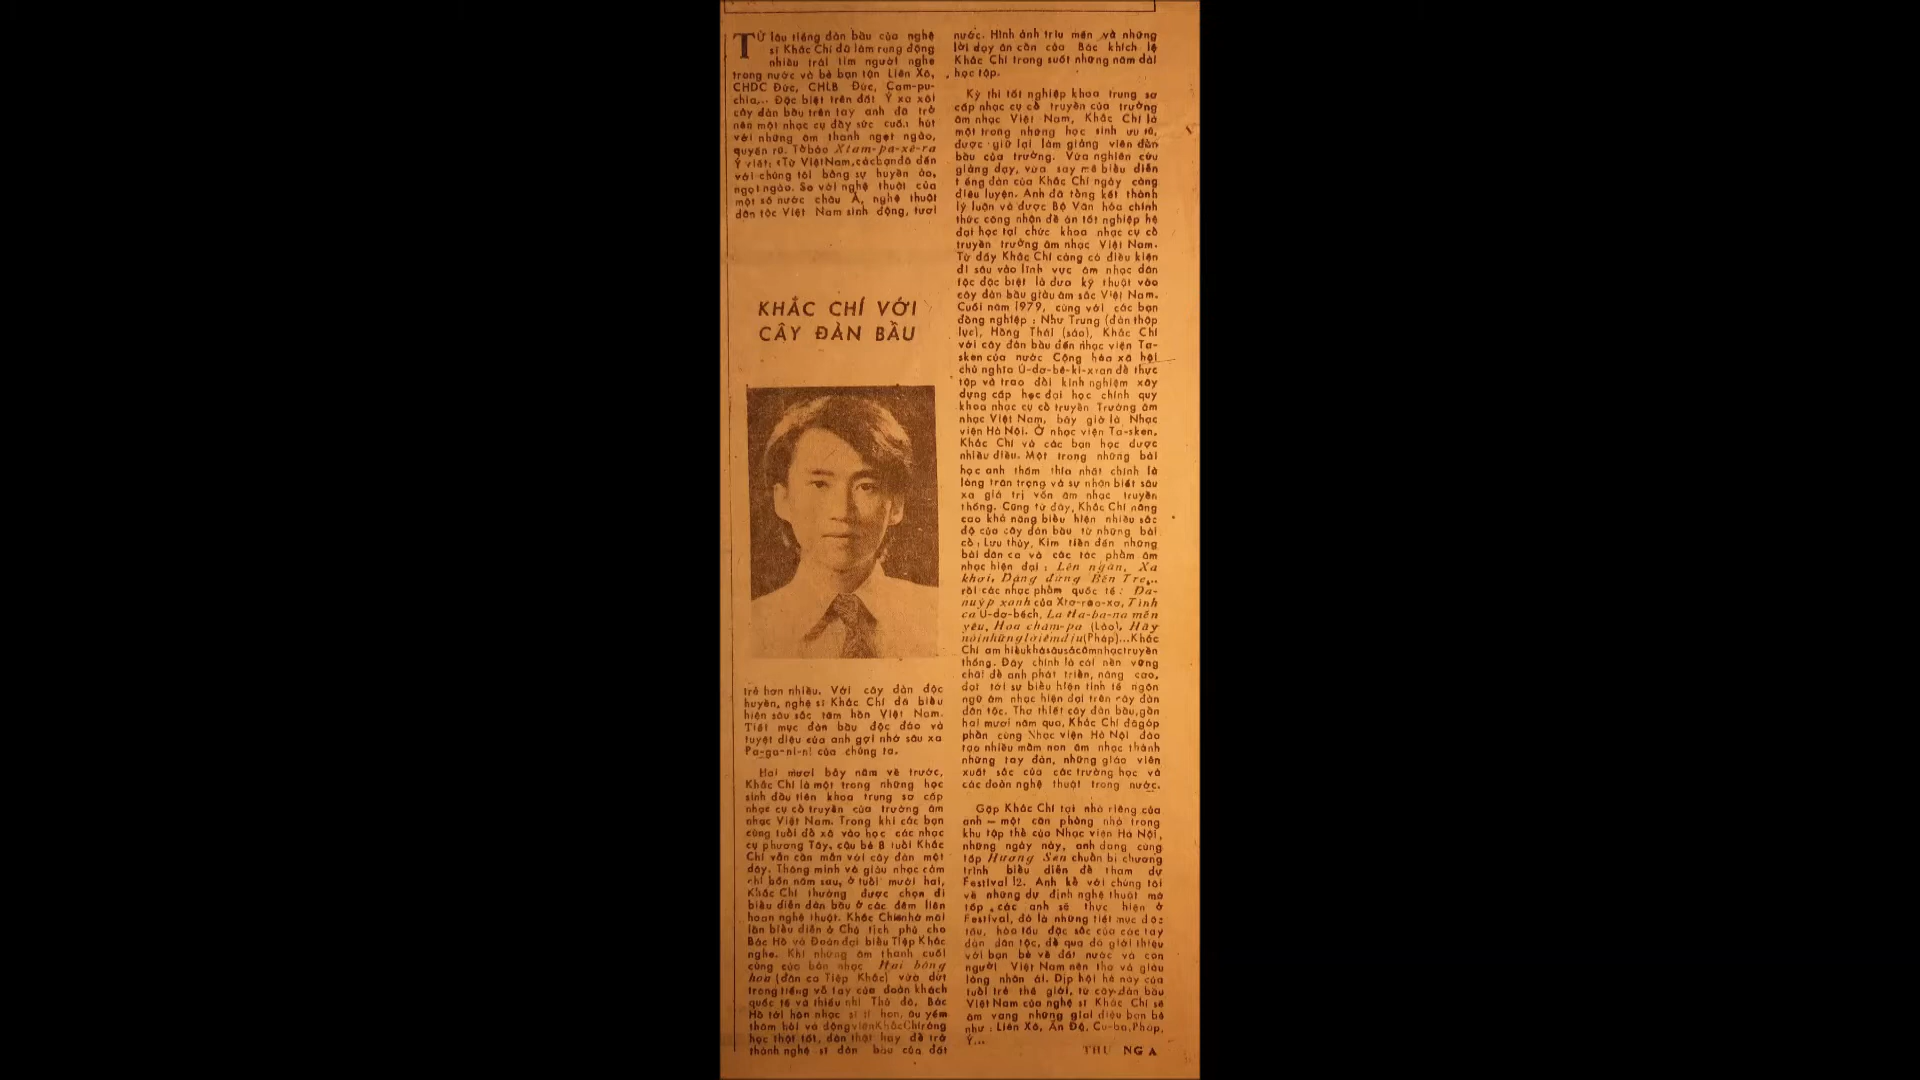 TỪ lâu tiếng đàn bầu của nghệ
sĩ Khắc Chí đã làm rung động
nhiều trái tim người nghe
trong nước và bè bạn tận Liên Xô,
CHDC Đức, CHLB Đức, Cam-pu-
chia,.. Đặc biệt trên đất Ý xa xôi
cây đàn bầu trên tay anh đã trở
nên một nhạc cụ đầy sức cuốn hút
với những âm thanh ngọt ngào,
quyến rũ. Tờ báo Xtam-pa-xê-ra
Ý viết: «Từ Việt Nam, các bạn đã đến
với chúng tôi bằng sự huyền ảo,
ngọt ngào. So với nghệ thuật của
một số nước châu Á, nghệ thuật
dân tộc Việt Nam sinh động, tươi
KHẮC CHÍ VỚI
CÂY ĐÀN BẦU
trẻ hơn nhiều. Với cây đàn độc
huyền, nghệ sĩ Khắc Chí đã biểu
hiện sâu sắc tâm hồn Việt Nam.
Tiết mục đàn bầu độc đáo và
tuyệt diệu của anh gợi nhớ sâu xa
Pa-ga-ni-ni của chúng ta.
Hai mươi bảy năm về trước,
Khắc Chí là một trong những học
sinh đầu tiên khoa trung sơ cấp
nhạc cụ cổ truyền của trường âm
nhạc Việt Nam. Trong khi các bạn
cùng tuổi đổ xô vào học các nhạc
cụ phương Tây, cậu bé 8 tuổi Khắc
Chí vẫn cần mẫn với cây đàn một
dây. Thông minh và giàu nhạc cảm
chỉ bốn năm sau, ở tuổi mười hai,
Khắc Chí thường được chọn đi
biểu diễn đàn bầu ở các đêm liên
hoan nghệ thuật. Khắc Chí nhớ mãi
lần biểu diễn ở Chủ tịch phủ cho
Bác Hồ và Đoàn đại biểu Tiệp Khắc
nghe. Khi những âm thanh cuối
cùng của bản nhạc Hai bông
hoa (dân ca Tiệp Khắc) vừa dứt
trong tiếng vỗ tay của đoàn khách
quốc tế và thiếu nhi Thủ đô, Bác
Hồ tới hôn nhạc sĩ tí hon, âu yếm
thăm hỏi và động viên Khắc Chí ráng
học thật tốt, đàn thật hay để trở
thành nghệ sĩ đàn bầu của đất
nước. Hình ảnh trìu mến và những
lời dạy ân cần của Bác khích lệ
Khắc Chí trong suốt những năm dài
học tập.
Kỳ thi tốt nghiệp khoa trung sơ
cấp nhạc cụ cổ truyền của trường
âm nhạc Việt Nam, Khắc Chí là
một trong những học sinh ưu tú,
được giữ lại làm giảng viên đàn
bầu của trường. Vừa nghiên cứu
giảng dạy, vừa say mê biểu diễn
tiếng đàn của Khắc Chí ngày càng
điêu luyện. Anh đã tổng kết thành
lý luận và được Bộ Văn hóa chính
thức công nhận đề án tốt nghiệp hệ
đại học tại chức khoa nhạc cụ cổ
truyền trường âm nhạc Việt Nam.
Từ đấy Khắc Chí càng có điều kiện
đi sâu vào lĩnh vực âm nhạc dân
tộc đặc biệt là đưa kỹ thuật vào
cây đàn bầu giàu âm sắc Việt Nam.
Cuối năm 1979, cùng với các bạn
đồng nghiệp : Như Trung (đàn thập
lục), Hồng Thái (sáo), Khắc Chí
với cây đàn bầu đến nhạc viện Ta-
sken của nước Cộng hòa xã hội
chủ nghĩa U-dơ-bê-ki-xtan để thực
tập và trao đổi kinh nghiệm xây
dựng cấp học đại học chính quy
khoa nhạc cụ cổ truyền Trường âm
nhạc Việt Nam, bây giờ là Nhạc
viện Hà Nội. Ở nhạc viện Ta-sken,
Khắc Chí và các bạn học được
nhiều điều. Một trong những bài
học anh thấm thía nhất chính là
lòng trân trọng và sự nhận biết sâu
xa giá trị vốn âm nhạc truyền
thống. Cũng từ đây, Khắc Chí nâng
cao khả năng biểu hiện nhiều sắc
độ của cây đàn bầu từ những bài
cổ : Lưu thủy, Kim tiền đến những
bài dân ca và các tác phẩm âm
nhạc hiện đại : Lên ngàn, Xa
khơi, Dáng đứng Bến Tre,..
rồi các nhạc phẩm quốc tế : Đa-
nuýp xanh của Xtơ-rao-xơ, Tình
ca U-dơ-bếch, La Ha-ba-na mến
yêu, Hoa chăm-pa (Lào), Hãy
nói những lời êm dịu (Pháp)...Khắc
Chí am hiểu khá sâu sắc âm nhạc truyền
thống. Đây chính là cái nền vững
chãi để anh phát triển, nâng cao,
đạt tới sự biểu hiện tinh tế ngôn
ngữ âm nhạc hiện đại trên cây đàn
dân tộc. Tha thiết cây đàn bầu, gần
hai mươi năm qua, Khắc Chí đã góp
phần cùng Nhạc viện Hà Nội đào
tạo nhiều mầm non âm nhạc thành
những tay đàn, những giáo viên
xuất sắc của các trường học và
các đoàn nghệ thuật trong nước.
Gặp Khắc Chí tại nhà riêng của
anh — một căn phòng nhỏ trong
khu tập thể của Nhạc viện Hà Nội,
những ngày này, anh đang cùng
tốp Hương Sen chuẩn bị chương
trình biểu diễn để tham dự
Festival 12. Anh kể với chúng tôi
về những dự định nghệ thuật mà
tốp các anh sẽ thực hiện ở
Festival, đó là những tiết mục độc
tấu, hòa tấu đặc sắc của các tay
đàn dân tộc, để qua đó giới thiệu
với bạn bè về đất nước và con
người Việt Nam nên thơ và giàu
lòng nhân ái. Dịp hội hè này của
tuổi trẻ thế giới, từ cây đàn bầu
Việt Nam của nghệ sĩ Khắc Chí sẽ
âm vang những giai điệu bạn bè
như : Liên Xô, Ấn Độ, Cu-ba, Pháp,
Ý...
THU NGA